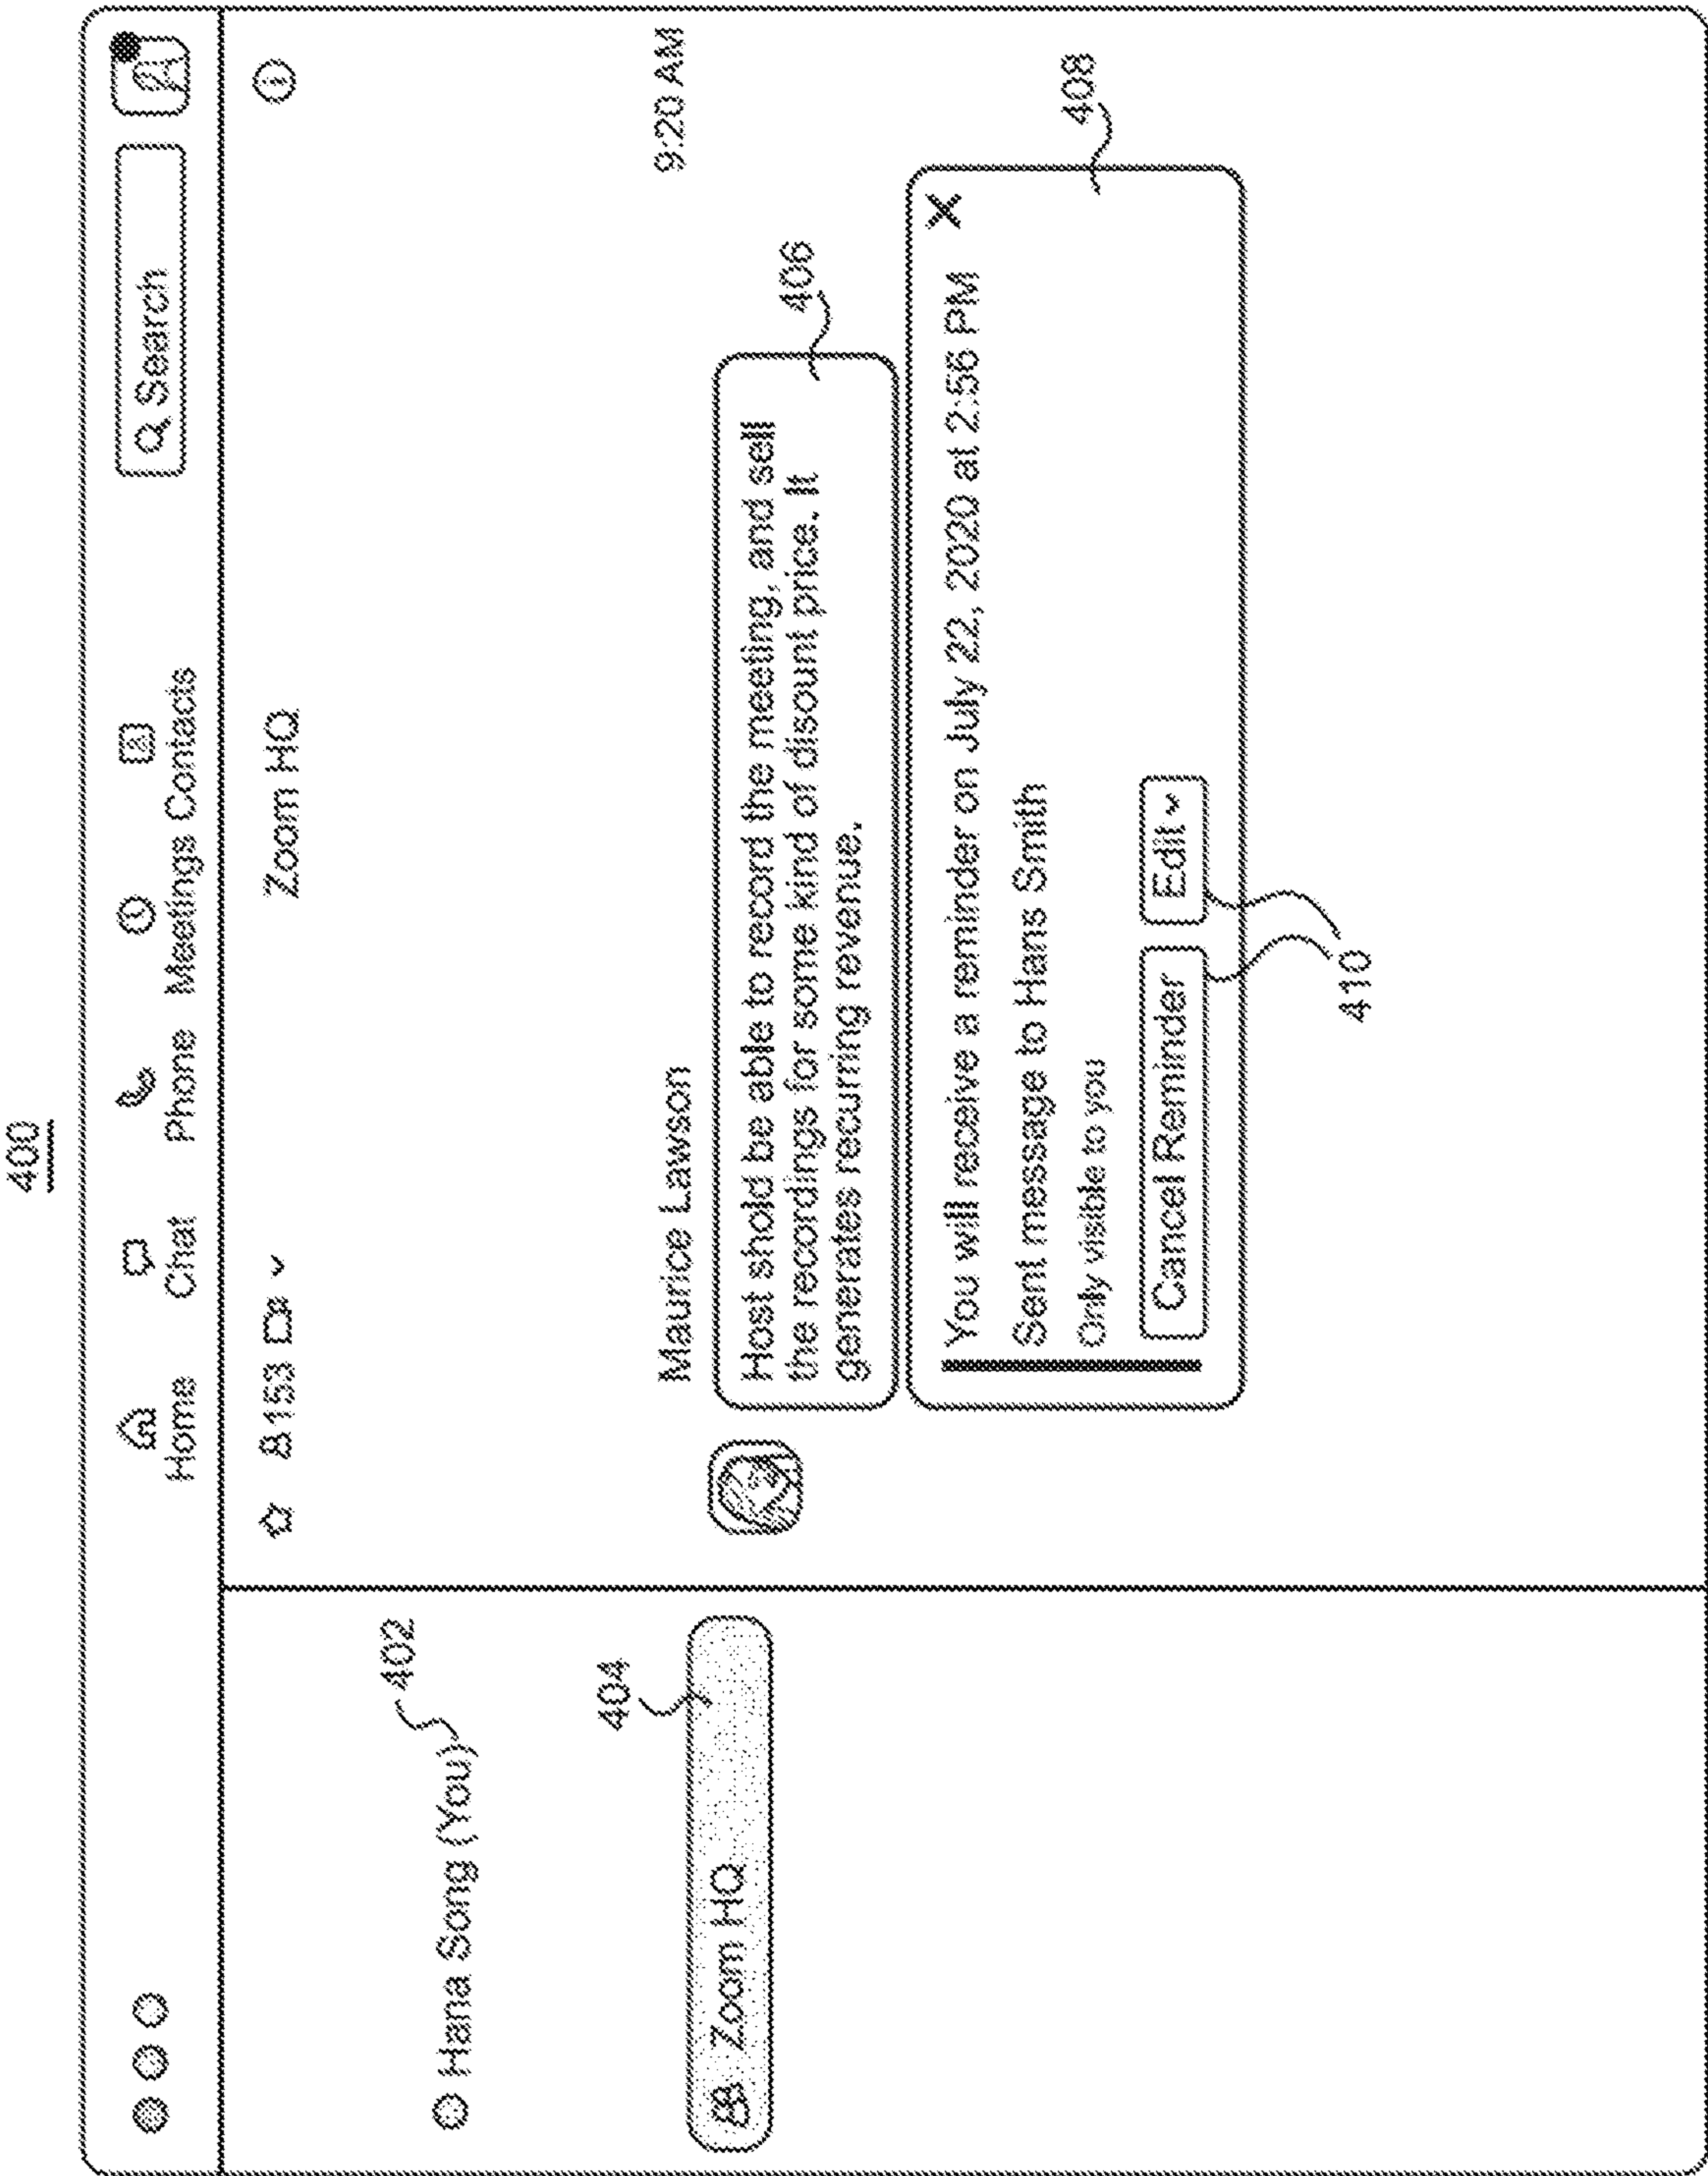 400
Home
Chat
Phone
Meetings
Contacts
Search
153
Zoom HQ
402
Hana Song (You)
404
Zoom HQ
Maurice Lawson
9:20 AM
406
Host shold be able to record the meeting, and sell
the recordings for some kind of disount price. It
generates recurring revenue.
408
You will receive a reminder on July 22, 2020 at 2:56 PM
Sent message to Hans Smith
Only visible to you
Cancel Reminder
Edit
410